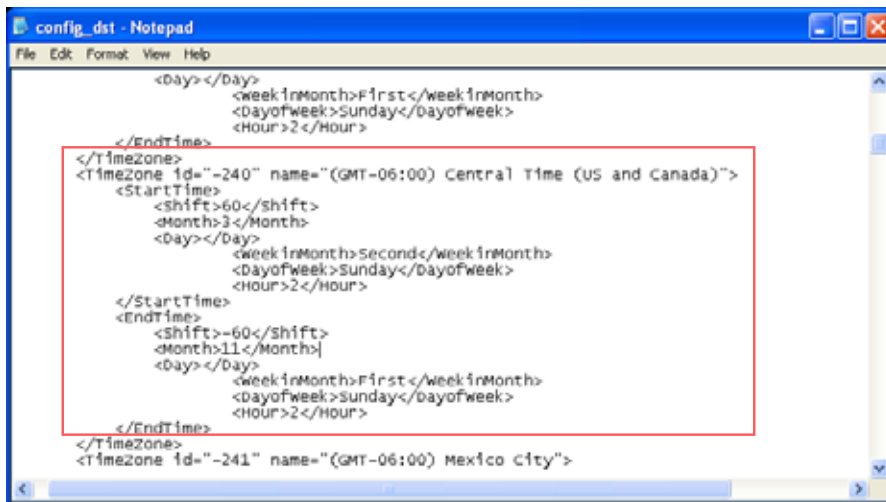 config_dst - Notepad
File Edit Format View Help
<Day></Day>
<WeekinMonth>First</WeekinMonth>
<DayofWeek>Sunday</DayofWeek>
<Hour>2</Hour>
</EndTime>
</TimeZone>
<TimeZone id="-240" name="(GMT-06:00) Central Time (US and Canada)">
<StartTime>
<Shift>60</Shift>
<Month>3</Month>
<Day></Day>
<WeekinMonth>Second</WeekinMonth>
<DayofWeek>Sunday</DayofWeek>
<Hour>2</Hour>
</StartTime>
<EndTime>
<Shift>-60</Shift>
<Month>11</Month>
<Day></Day>
<WeekinMonth>First</WeekinMonth>
<DayofWeek>Sunday</DayofWeek>
<Hour>2</Hour>
</EndTime>
</TimeZone>
<TimeZone id="-241" name="(GMT-06:00) Mexico City">